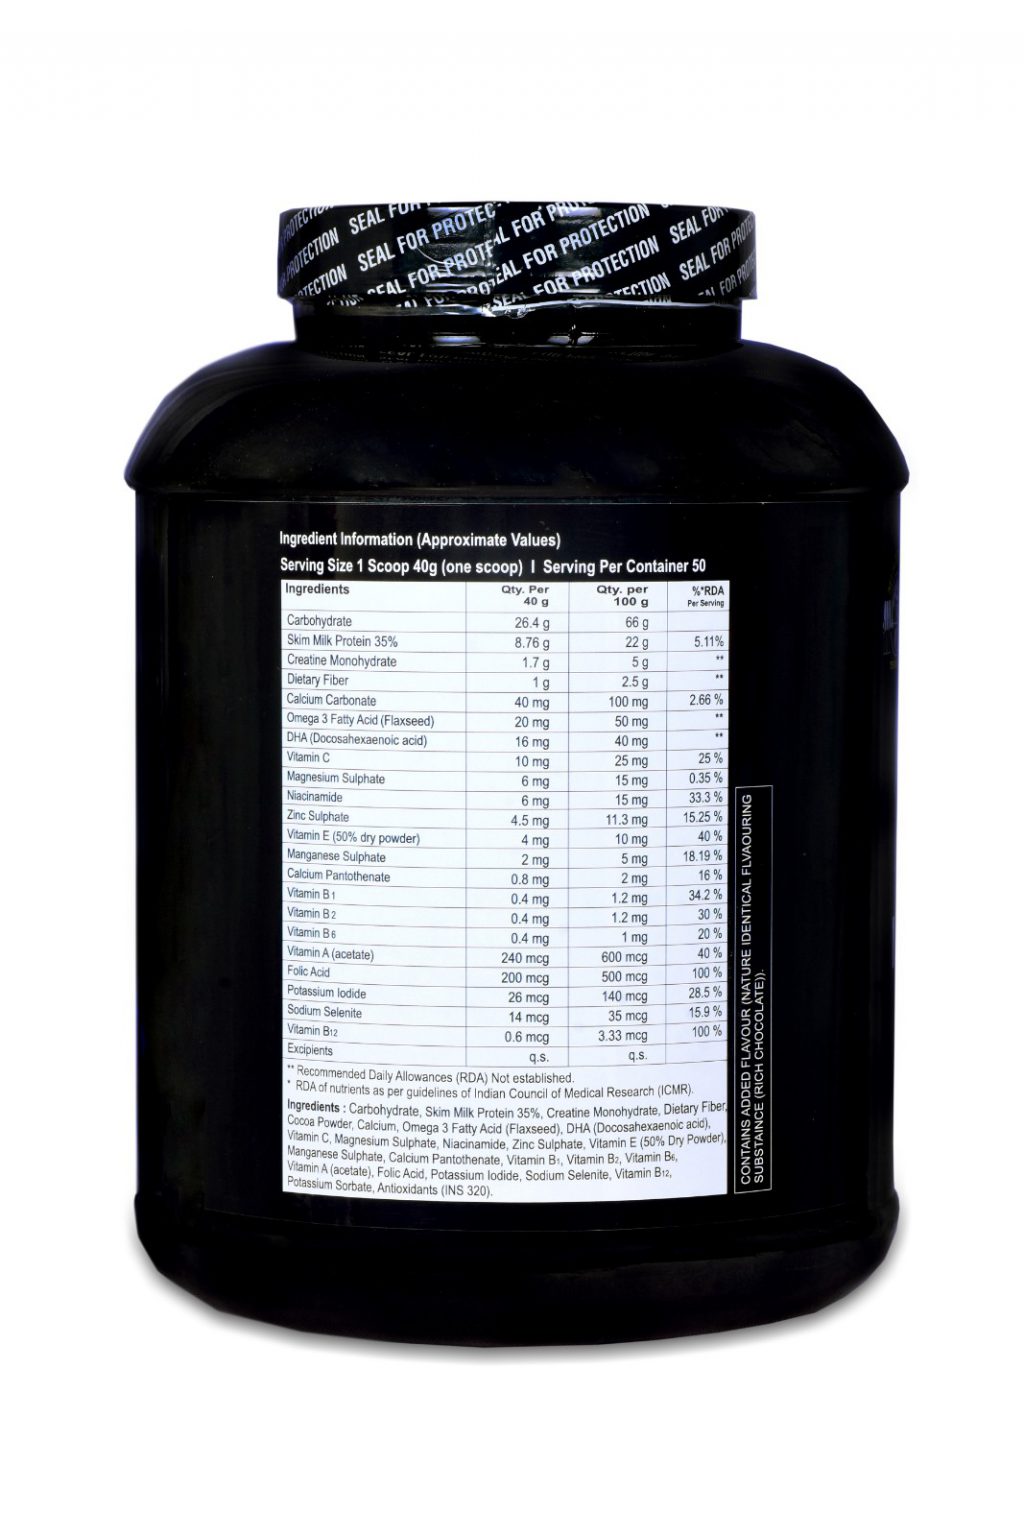 SEAL FOR PROTECTION
SEAL FOR PROTECTION
SEAL FOR PROTECTION
Ingredient Information (Approximate Values)
Serving Size 1 Scoop 40g (one scoop) I Serving Per Container 50
Ingredients Qty. Per 40 g Qty. per 100 g %*RDA Per Serving
Carbohydrate 26.4 g 66 g
Skim Milk Protein 35% 8.76 g 22 g 5.11%
Creatine Monohydrate 1.7 g 5 g **
Dietary Fiber 1 g 2.5 g **
Calcium Carbonate 40 mg 100 mg 2.66 %
Omega 3 Fatty Acid (Flaxseed) 20 mg 50 mg **
DHA (Docosahexaenoic acid) 16 mg 40 mg **
Vitamin C 10 mg 25 mg 25 %
Magnesium Sulphate 6 mg 15 mg 0.35 %
Niacinamide 6 mg 15 mg 33.3 %
Zinc Sulphate 4.5 mg 11.3 mg 15.25 %
Vitamin E (50% dry powder) 4 mg 10 mg 40 %
Manganese Sulphate 2 mg 5 mg 18.19 %
Calcium Pantothenate 0.8 mg 2 mg 16 %
Vitamin B1 0.4 mg 1.2 mg 34.2 %
Vitamin B2 0.4 mg 1.2 mg 30 %
Vitamin B6 0.4 mg 1 mg 20 %
Vitamin A (acetate) 240 mcg 600 mcg 40 %
Folic Acid 200 mcg 500 mcg 100 %
Potassium Iodide 26 mcg 140 mcg 28.5 %
Sodium Selenite 14 mcg 35 mcg 15.9 %
Vitamin B12 0.6 mcg 3.33 mcg 100 %
Excipients q.s. q.s.
** Recommended Daily Allowances (RDA) Not established.
* RDA of nutrients as per guidelines of Indian Council of Medical Research (ICMR).
Ingredients : Carbohydrate, Skim Milk Protein 35%, Creatine Monohydrate, Dietary Fiber,
Cocoa Powder, Calcium, Omega 3 Fatty Acid (Flaxseed), DHA (Docosahexaenoic acid),
Vitamin C, Magnesium Sulphate, Niacinamide, Zinc Sulphate, Vitamin E (50% Dry Powder),
Manganese Sulphate, Calcium Pantothenate, Vitamin B1, Vitamin B2, Vitamin B6,
Vitamin A (acetate), Folic Acid, Potassium Iodide, Sodium Selenite, Vitamin B12,
Potassium Sorbate, Antioxidants (INS 320).
CONTAINS ADDED FLAVOUR (NATURE IDENTICAL FLVAOURING
SUBSTAINCE (RICH CHOCOLATE)).